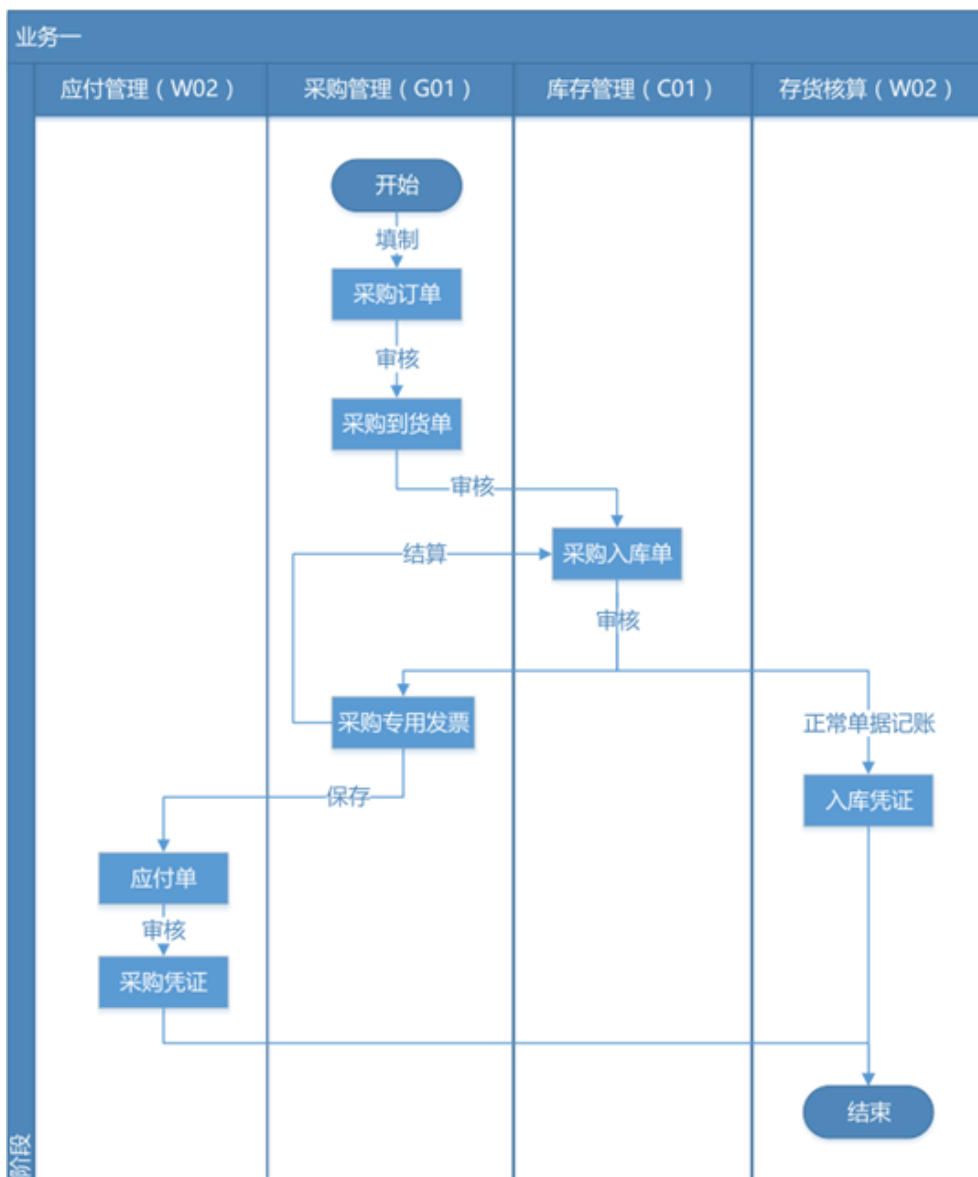 业务一
应付管理（W02）
采购管理（G01）
库存管理（C01）
存货核算（W02）
开始
填制
采购订单
审核
采购到货单
审核
结算
采购入库单
审核
采购专用发票
正常单据记账
保存
入库凭证
应付单
审核
采购凭证
结束
阶段